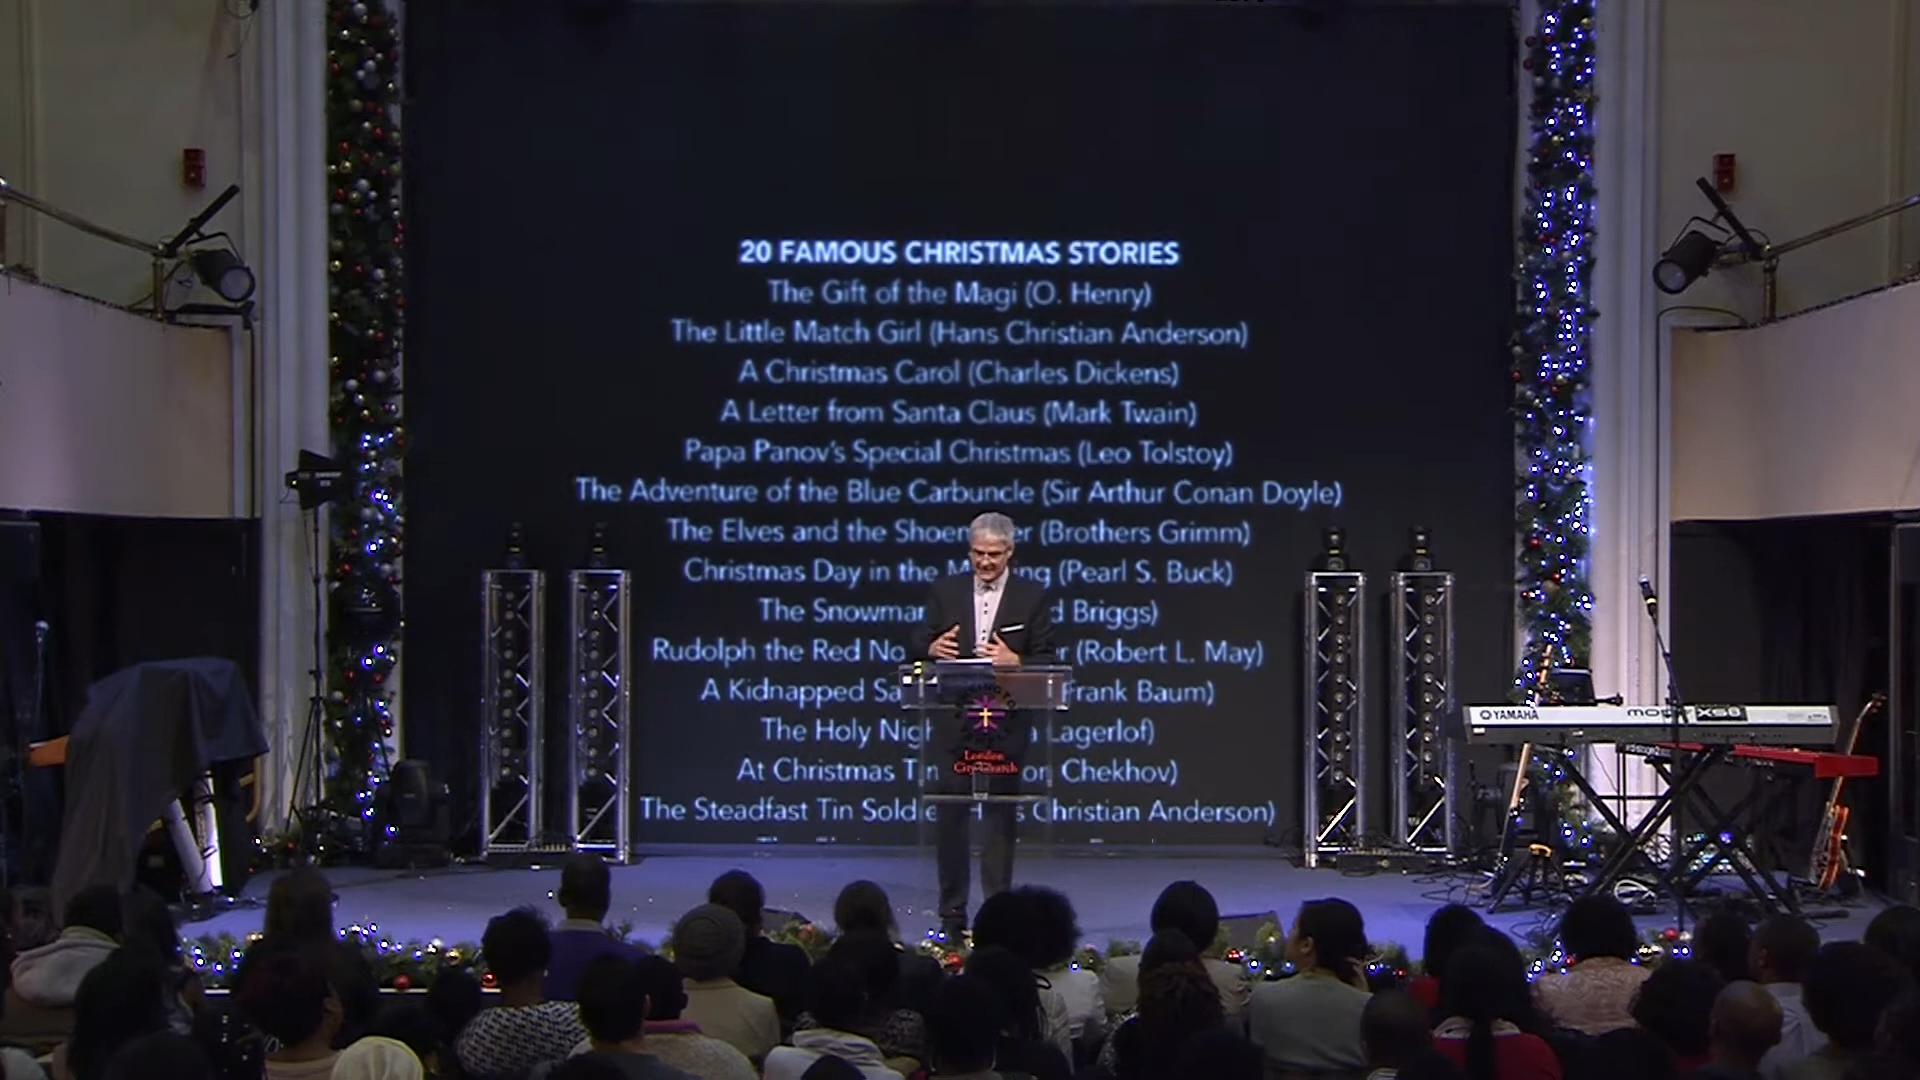 20 FAMOUS CHRISTMAS STORIES
The Gift of the Magi (O. Henry)
The Little Match Girl (Hans Christian Anderson)
A Christmas Carol (Charles Dickens)
A Letter from Santa Claus (Mark Twain)
Papa Panov's Special Christmas (Leo Tolstoy)
The Adventure of the Blue Carbuncle (Sir Arthur Conan Doyle)
The Elves and the (Brothers Grimm)
Christmas Day in the (Pearl S. Buck)
The Briggs)
Rudolph the Red (Robert L. May)
A Kidnapped Frank Baum)
The Holy Lagerlof)
At Christmas Chekhov)
The Steadfast Tin Christian Anderson)
London
City Church
YAMAHA XS8